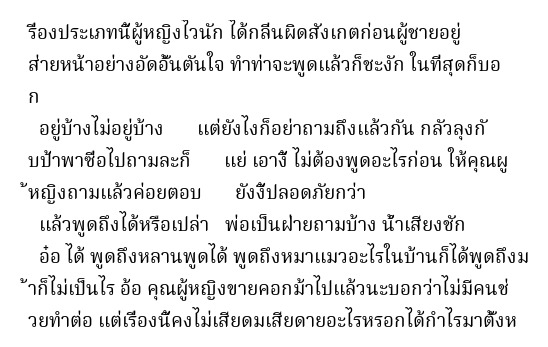 รื่องประเภทนี้ผู้หญิงไวนัก ได้กลิ่นผิดสังเกตก่อนผู้ชายอยู่
ส่ายหน้าอย่างอัดอั้นตันใจ ทำท่าจะพูดแล้วก็ชะงัก ในที่สุดก็บอ
ก
อยู่บ้างไม่อยู่บ้าง แต่ยังไงก็อย่าถามถึงแล้วกัน กลัวลุงกั
บป้าพาซื่อไปถามละก็ แย่ เอางี้ ไม่ต้องพูดอะไรก่อน ให้คุณผู
้หญิงถามแล้วค่อยตอบ ยังงี้ปลอดภัยกว่า
แล้วพูดถึงได้หรือเปล่า พ่อเป็นฝ่ายถามบ้าง น้ำเสียงชัก
อ๋อ ได้ พูดถึงหลานพูดได้ พูดถึงหมาแมวอะไรในบ้านก็ได้พูดถึงม
้าก็ไม่เป็นไร อ้อ คุณผู้หญิงขายคอกม้าไปแล้วนะบอกว่าไม่มีคนช่
วยทำต่อ แต่เรื่องนี้คงไม่เสียดมเสียดายอะไรหรอกได้กำไรมาตั้งห